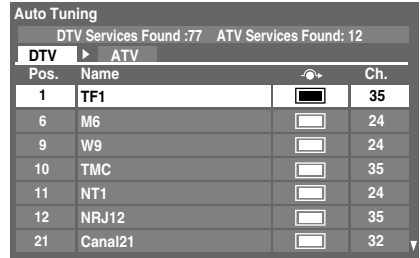 Auto Tuning
DTV Services Found :77 ATV Services Found: 12
DTV ATV
Pos. Name Ch.
1 TF1 35
6 M6 24
9 W9 24
10 TMC 35
11 NT1 24
12 NRJ12 35
21 Canal21 32